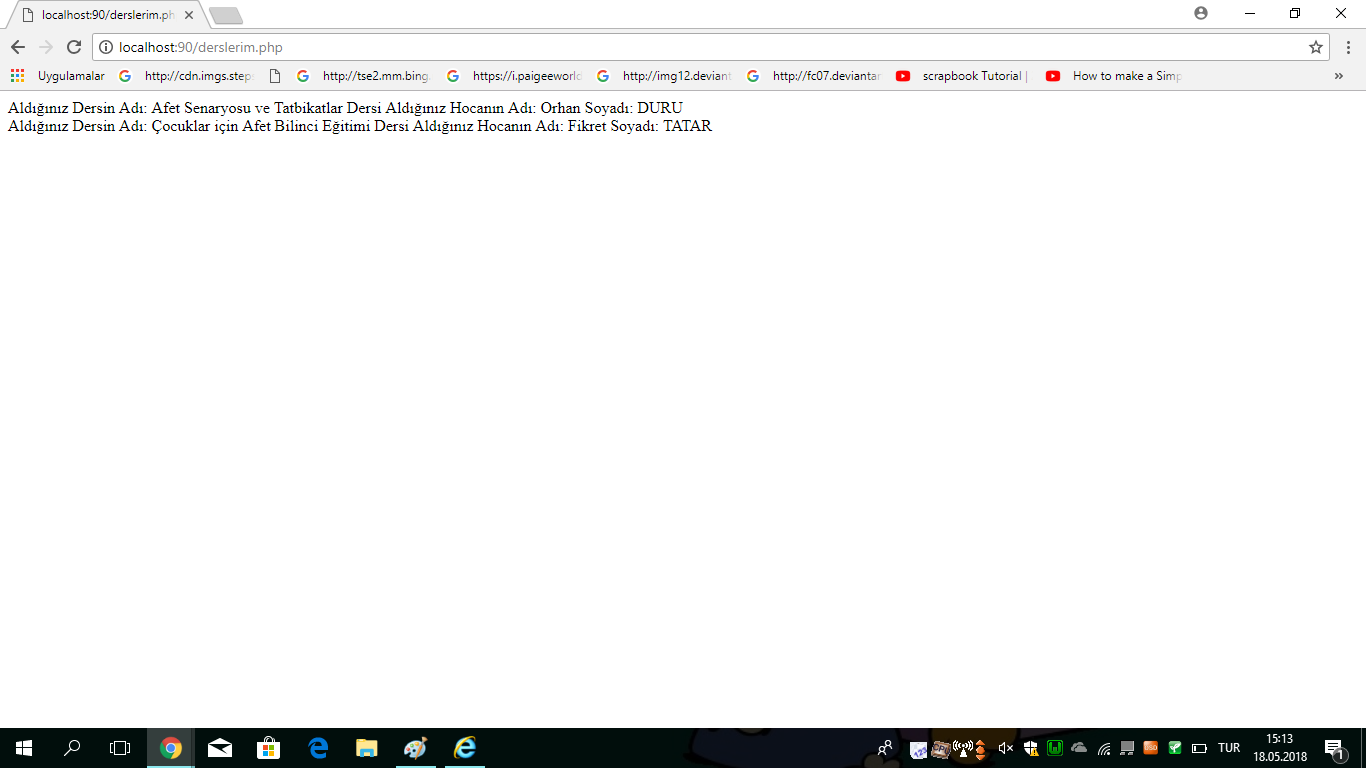 localhost:90/derslerim.ph
localhost:90/derslerim.php
Uygulamalar http://cdn.imgs.steps http://tse2.mm.bing. https://i.paigeeworld http://img12.deviant http://fc07.deviantar scrapbook Tutorial | How to make a Simp »
Aldığınız Dersin Adı: Afet Senaryosu ve Tatbikatlar Dersi Aldığınız Hocanın Adı: Orhan Soyadı: DURU
Aldığınız Dersin Adı: Çocuklar için Afet Bilinci Eğitimi Dersi Aldığınız Hocanın Adı: Fikret Soyadı: TATAR
TUR
15:13
18.05.2018
1